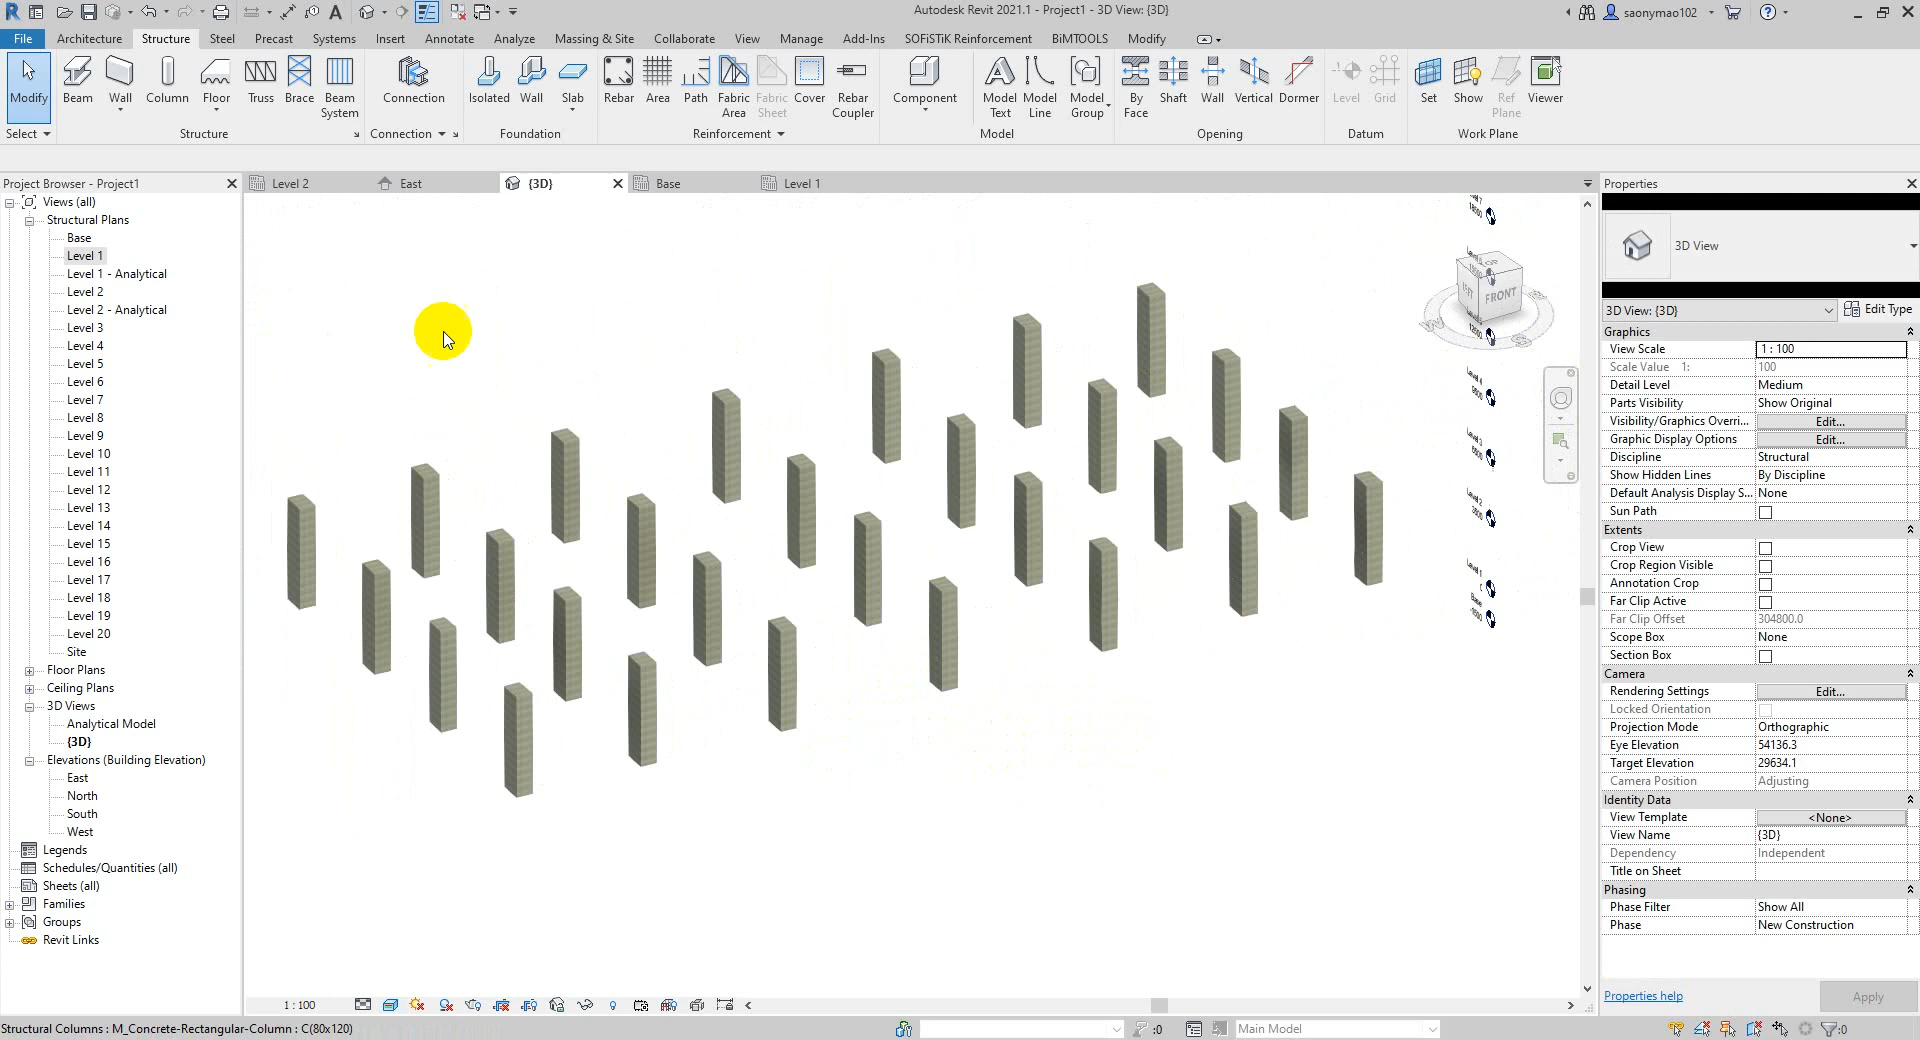 Autodesk Revit 2021.1 - Project1 - 3D View: {3D}
saonymao102
File Architecture Structure Steel Precast Systems Insert Annotate Analyze Massing & Site Collaborate View Manage Add-Ins SOFiSTiK Reinforcement BiMTOOLS Modify
Modify Beam Wall Column Floor Truss Brace Beam System Connection Isolated Wall Slab Rebar Area Path Fabric Area Fabric Sheet Cover Rebar Coupler Component Model Text Model Line Model Group By Face Shaft Wall Vertical Dormer Level Grid Set Show Ref Plane Viewer
Select Structure Connection Foundation Reinforcement Model Opening Datum Work Plane
Project Browser - Project1
Level 2 East {3D} Base Level 1
Properties
Views (all)
Structural Plans
Base
Level 1
Level 1 - Analytical
Level 2
Level 2 - Analytical
Level 3
Level 4
Level 5
Level 6
Level 7
Level 8
Level 9
Level 10
Level 11
Level 12
Level 13
Level 14
Level 15
Level 16
Level 17
Level 18
Level 19
Level 20
Site
Floor Plans
Ceiling Plans
3D Views
Analytical Model
{3D}
Elevations (Building Elevation)
East
North
South
West
Legends
Schedules/Quantities (all)
Sheets (all)
Families
Groups
Revit Links
TOP
LEFT FRONT
W
S
Level 4
Level 3
Level 2
Level 1
Base
3D View
3D View: {3D} Edit Type
Graphics
View Scale 1 : 100
Scale Value 1: 100
Detail Level Medium
Parts Visibility Show Original
Visibility/Graphics Overri... Edit...
Graphic Display Options Edit...
Discipline Structural
Show Hidden Lines By Discipline
Default Analysis Display S... None
Sun Path
Extents
Crop View
Crop Region Visible
Annotation Crop
Far Clip Active
Far Clip Offset 304800.0
Scope Box None
Section Box
Camera
Rendering Settings Edit...
Locked Orientation
Projection Mode Orthographic
Eye Elevation 54136.3
Target Elevation 29634.1
Camera Position Adjusting
Identity Data
View Template <None>
View Name {3D}
Dependency Independent
Title on Sheet
Phasing
Phase Filter Show All
Phase New Construction
Properties help Apply
1 : 100
Structural Columns : M_Concrete-Rectangular-Column : C(80x120)
:0
Main Model
:0